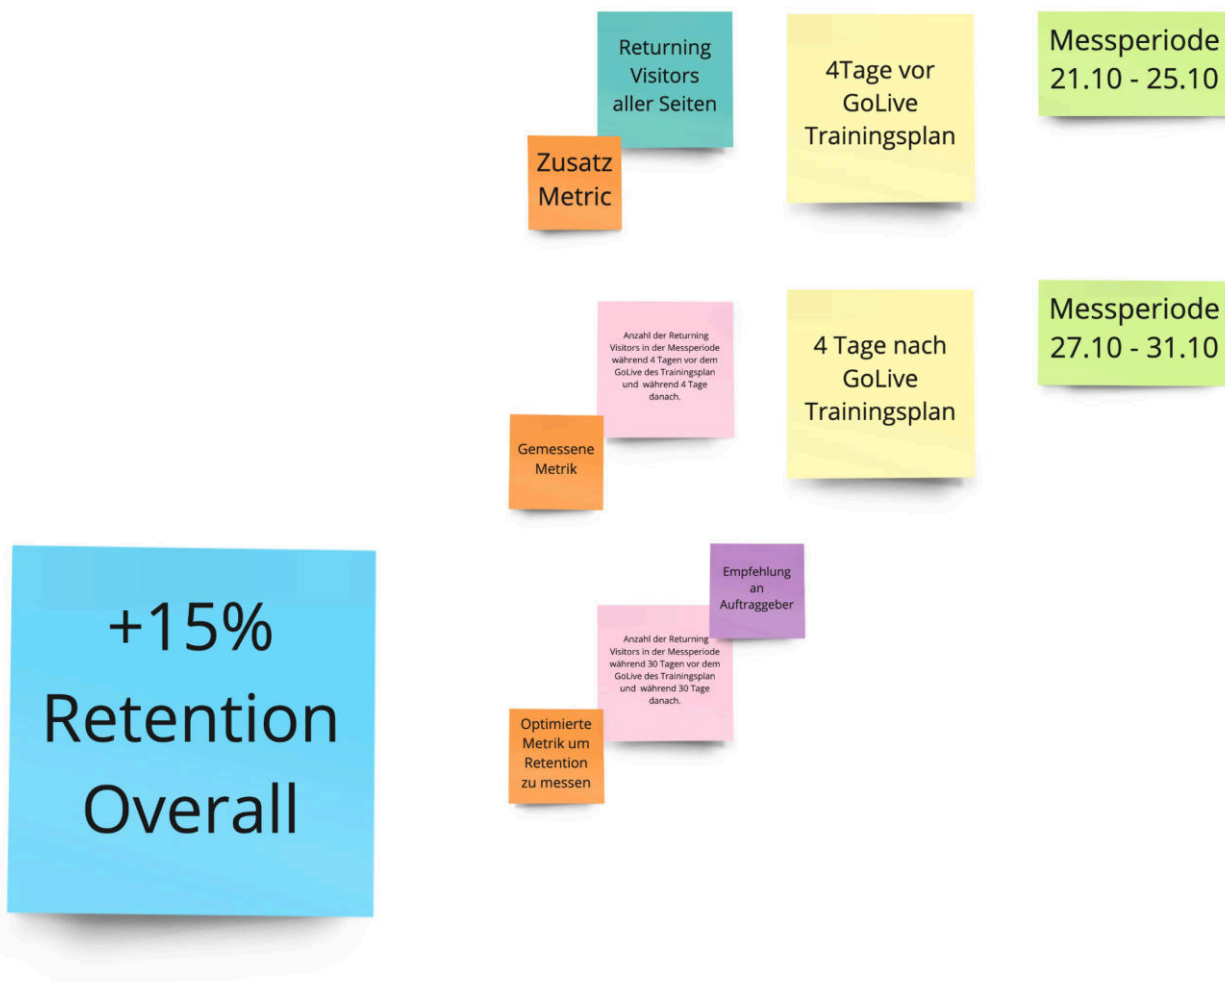 Returning
Visitors
aller Seiten
Zusatz
Metric
4Tage vor
GoLive
Trainingsplan
Messperiode
21.10 - 25.10
Anzahl der Returning
Visitors in der Messperiode
während 4 Tagen vor dem
GoLive des Trainingsplan
und während 4 Tage
danach.
Gemessene
Metrik
4 Tage nach
GoLive
Trainingsplan
Messperiode
27.10 - 31.10
Empfehlung
an
Auftraggeber
Anzahl der Returning
Visitors in der Messperiode
während 30 Tagen vor dem
GoLive des Trainingsplan
und während 30 Tage
danach.
Optimierte
Metrik um
Retention
zu messen
+15%
Retention
Overall